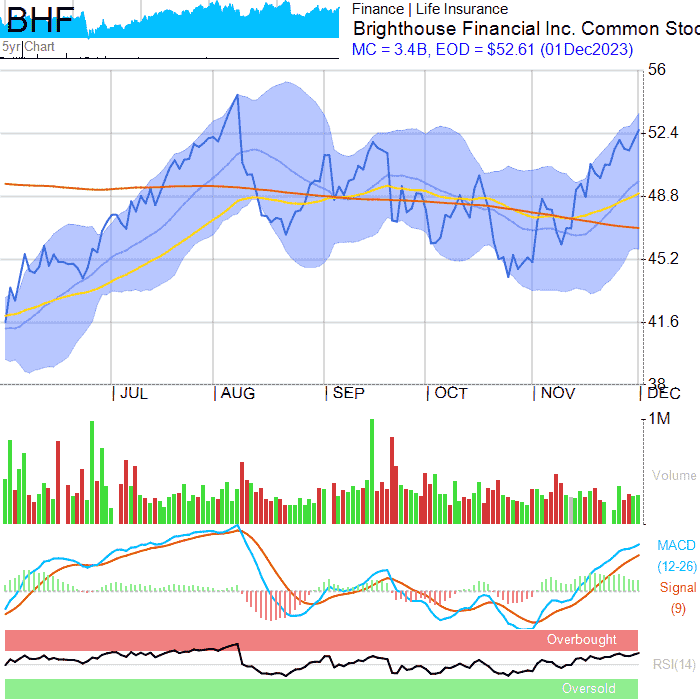 BHF
5yr Chart
Finance | Life Insurance
Brighthouse Financial Inc. Common Stoc
MC = 3.4B, EOD = $52.61 (01Dec2023)
56
52.4
48.8
45.2
41.6
38
JUL AUG SEP OCT NOV DEC
1M
Volume
MACD
(12-26)
Signal
(9)
Overbought
RSI(14)
Oversold